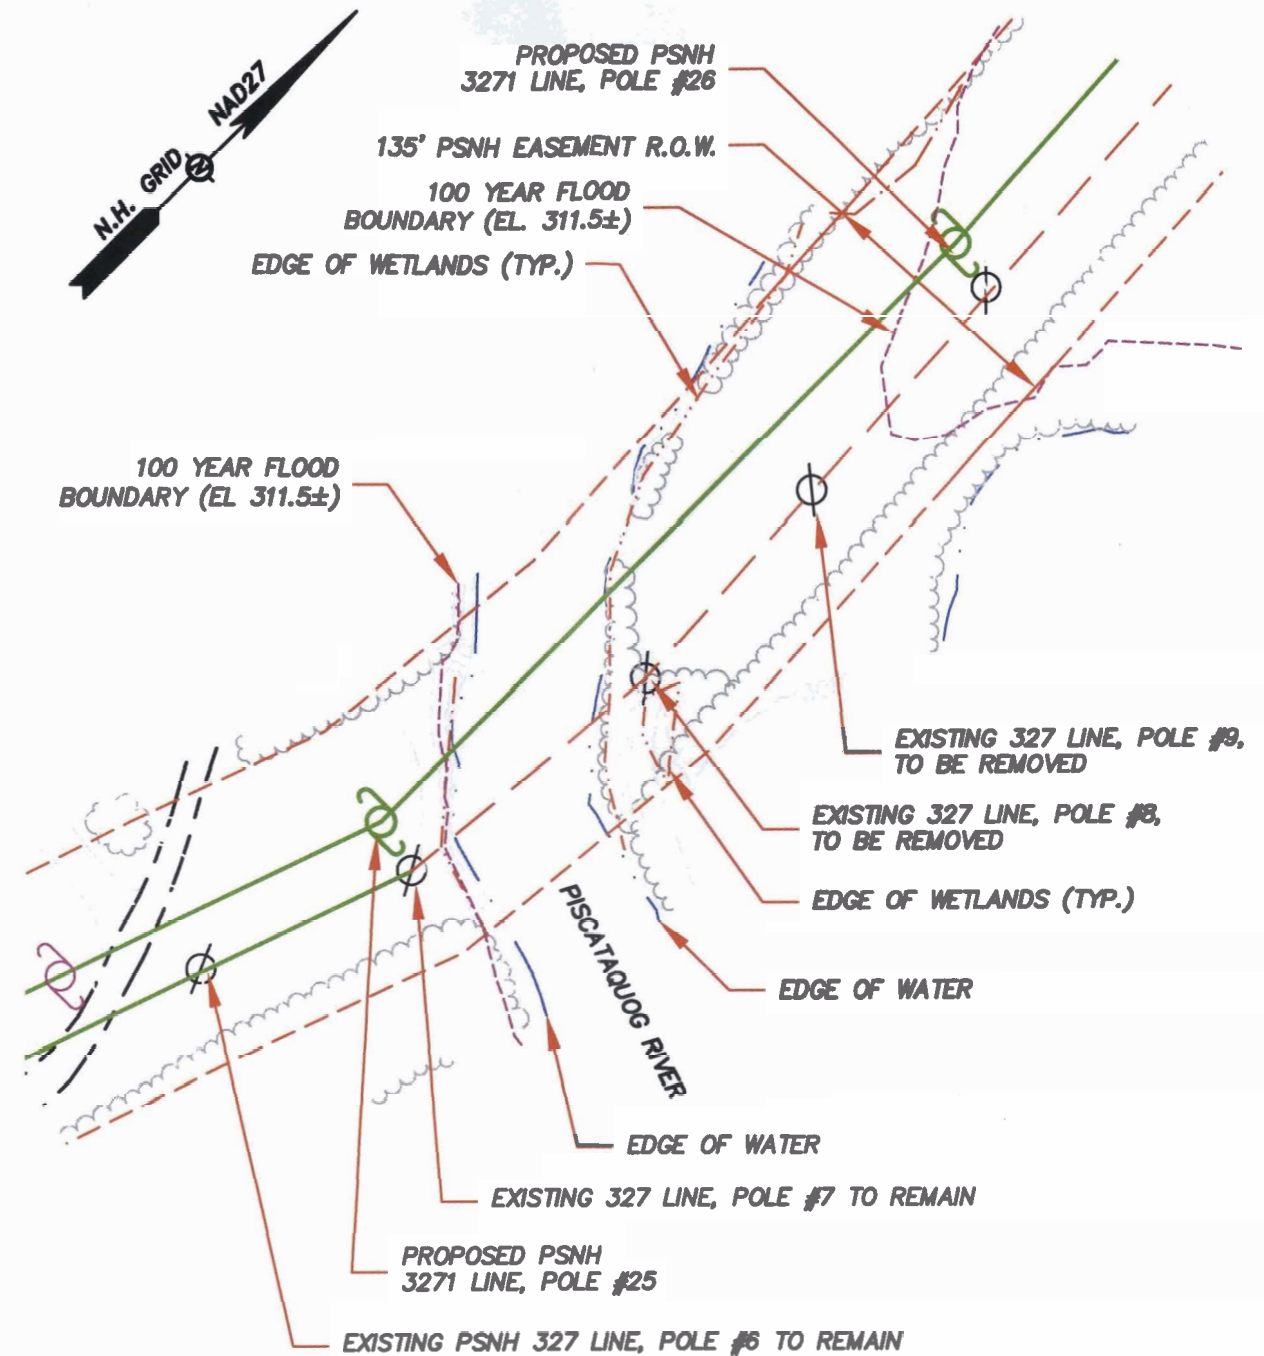 PROPOSED PSNH
3271 LINE, POLE #26
135' PSNH EASEMENT R.O.W.
100 YEAR FLOOD
BOUNDARY (EL. 311.5±)
EDGE OF WETLANDS (TYP.)
N.H. GRID N NAD27
100 YEAR FLOOD
BOUNDARY (EL 311.5±)
EXISTING 327 LINE, POLE #9,
TO BE REMOVED
EXISTING 327 LINE, POLE #8,
TO BE REMOVED
EDGE OF WETLANDS (TYP.)
EDGE OF WATER
PISCATAQUOG RIVER
EDGE OF WATER
EXISTING 327 LINE, POLE #7 TO REMAIN
PROPOSED PSNH
3271 LINE, POLE #25
EXISTING PSNH 327 LINE, POLE #6 TO REMAIN